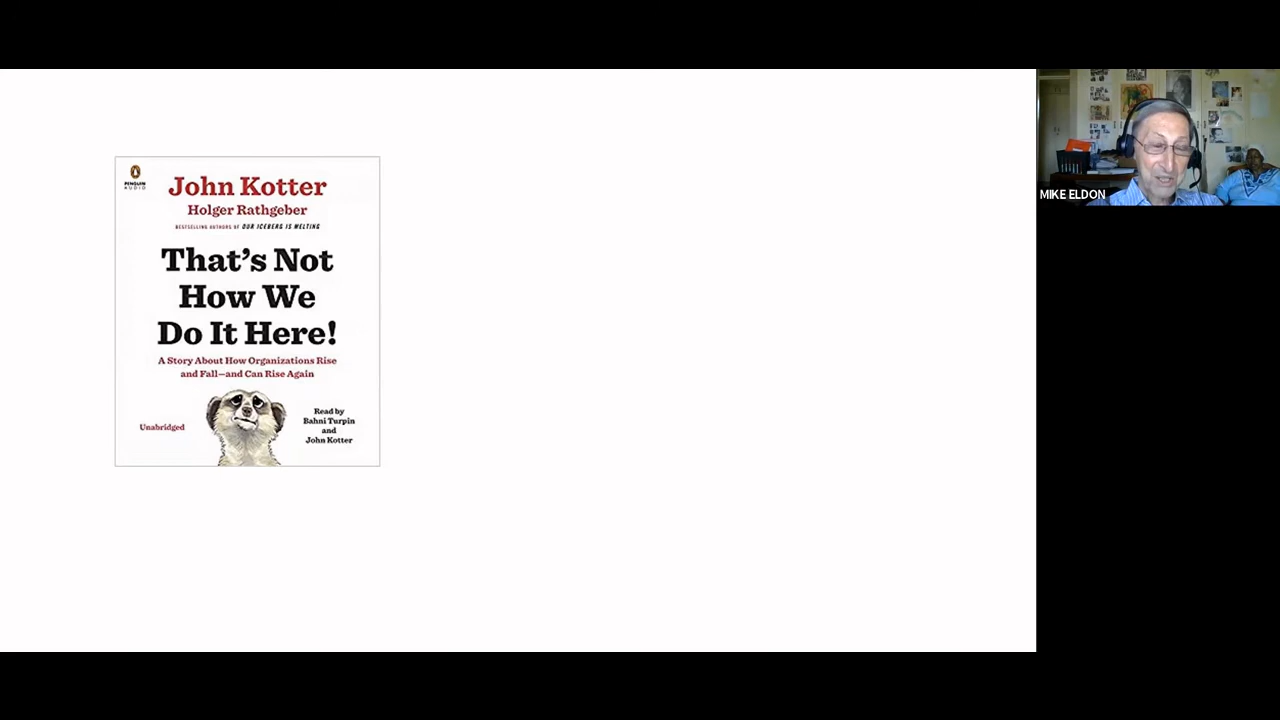 PENGUIN
AUDIO
John Kotter
Holger Rathgeber
BESTSELLING AUTHORS OF OUR ICEBERG IS MELTING
That's Not
How We
Do It Here!
A Story About How Organizations Rise
and Fall—and Can Rise Again
Unabridged
Read by
Bahni Turpin
and
John Kotter
MIKE ELDON